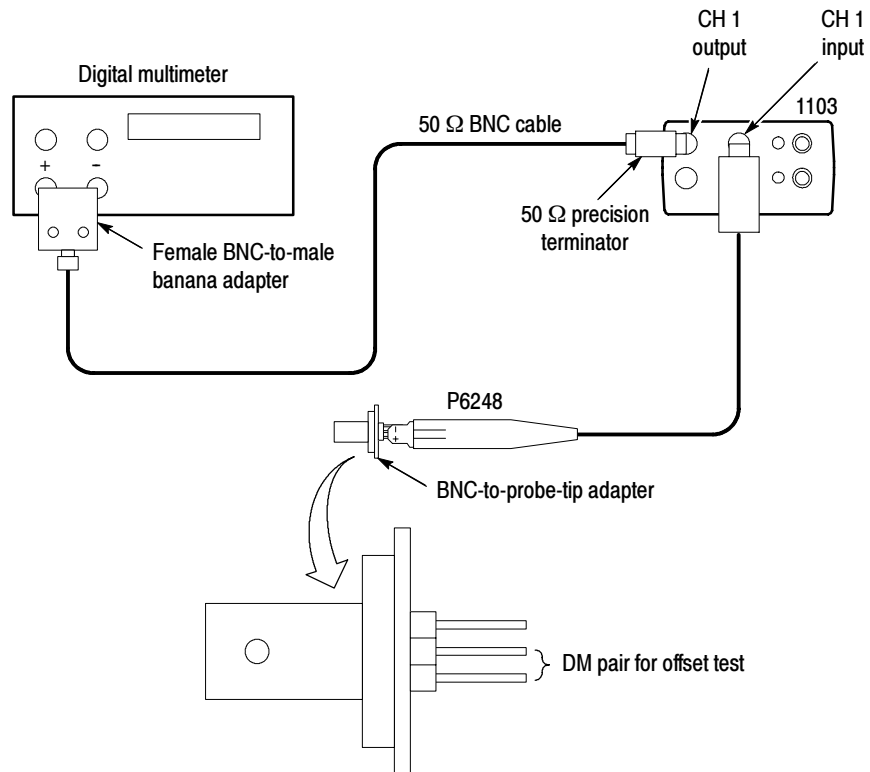 CH 1
output
CH 1
input
Digital multimeter
1103
50 Ω BNC cable
+ -
50 Ω precision
terminator
Female BNC-to-male
banana adapter
P6248
-
+
BNC-to-probe-tip adapter
DM pair for offset test